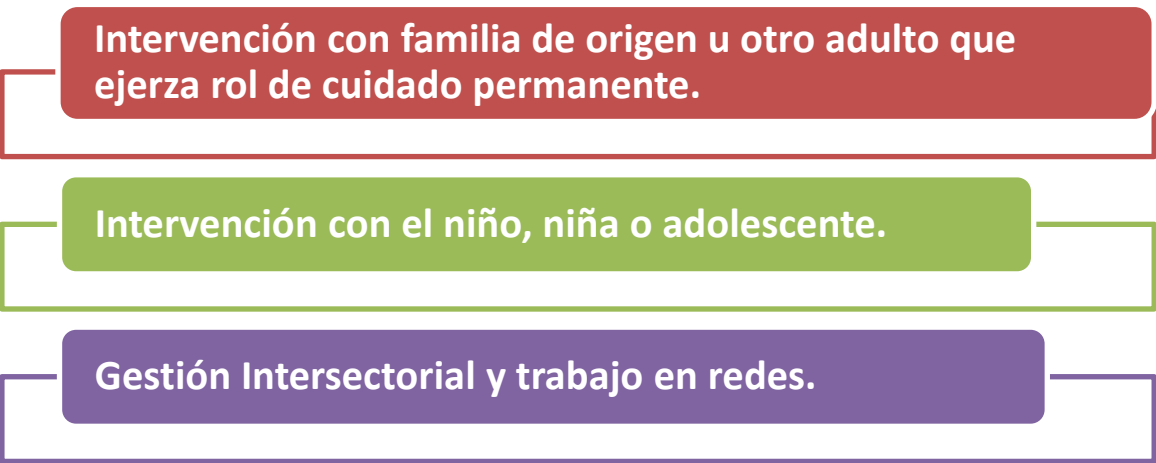 Intervención con familia de origen u otro adulto que
ejerza rol de cuidado permanente.
Intervención con el niño, niña o adolescente.
Gestión Intersectorial y trabajo en redes.